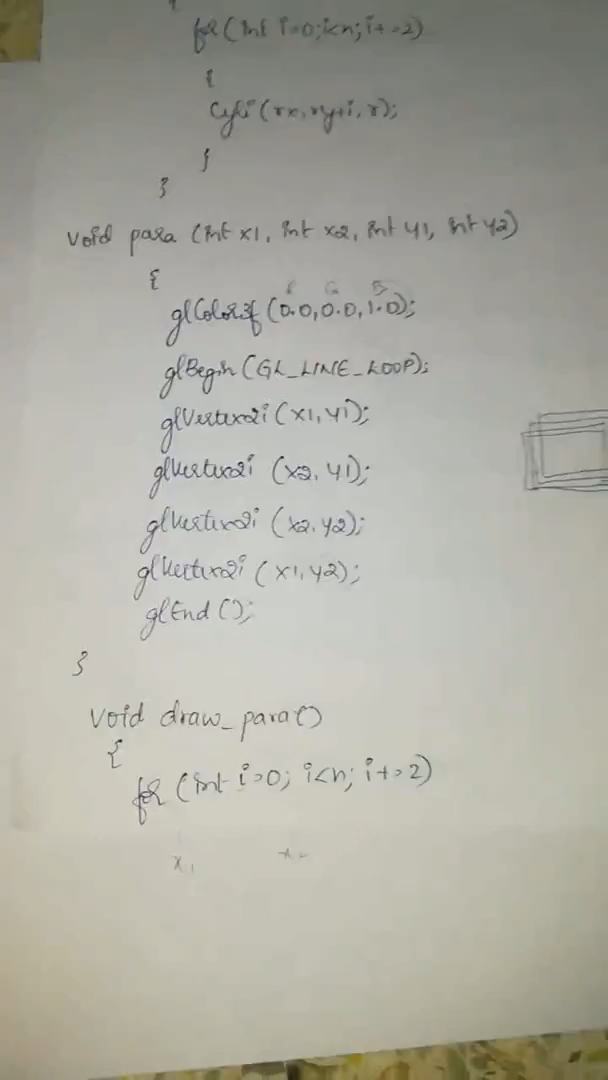 {
for (int i=0;i<n;i+=2)
{
cyli (rx, ry+i, r);
}
}
void para (int x1, int x2, int y1, int y2)
{
G B
glColor3f (0.0, 0.0, 1.0);
glBegin (GL_LINE_LOOP);
glVertex2i (x1, y1);
glVertex2i (x2, y1);
glVertex2i (x2, y2);
glVertex2i (x1, y2);
glEnd ();
}
void draw_para()
{
for (int i=0; i<n; i+=2)
x1